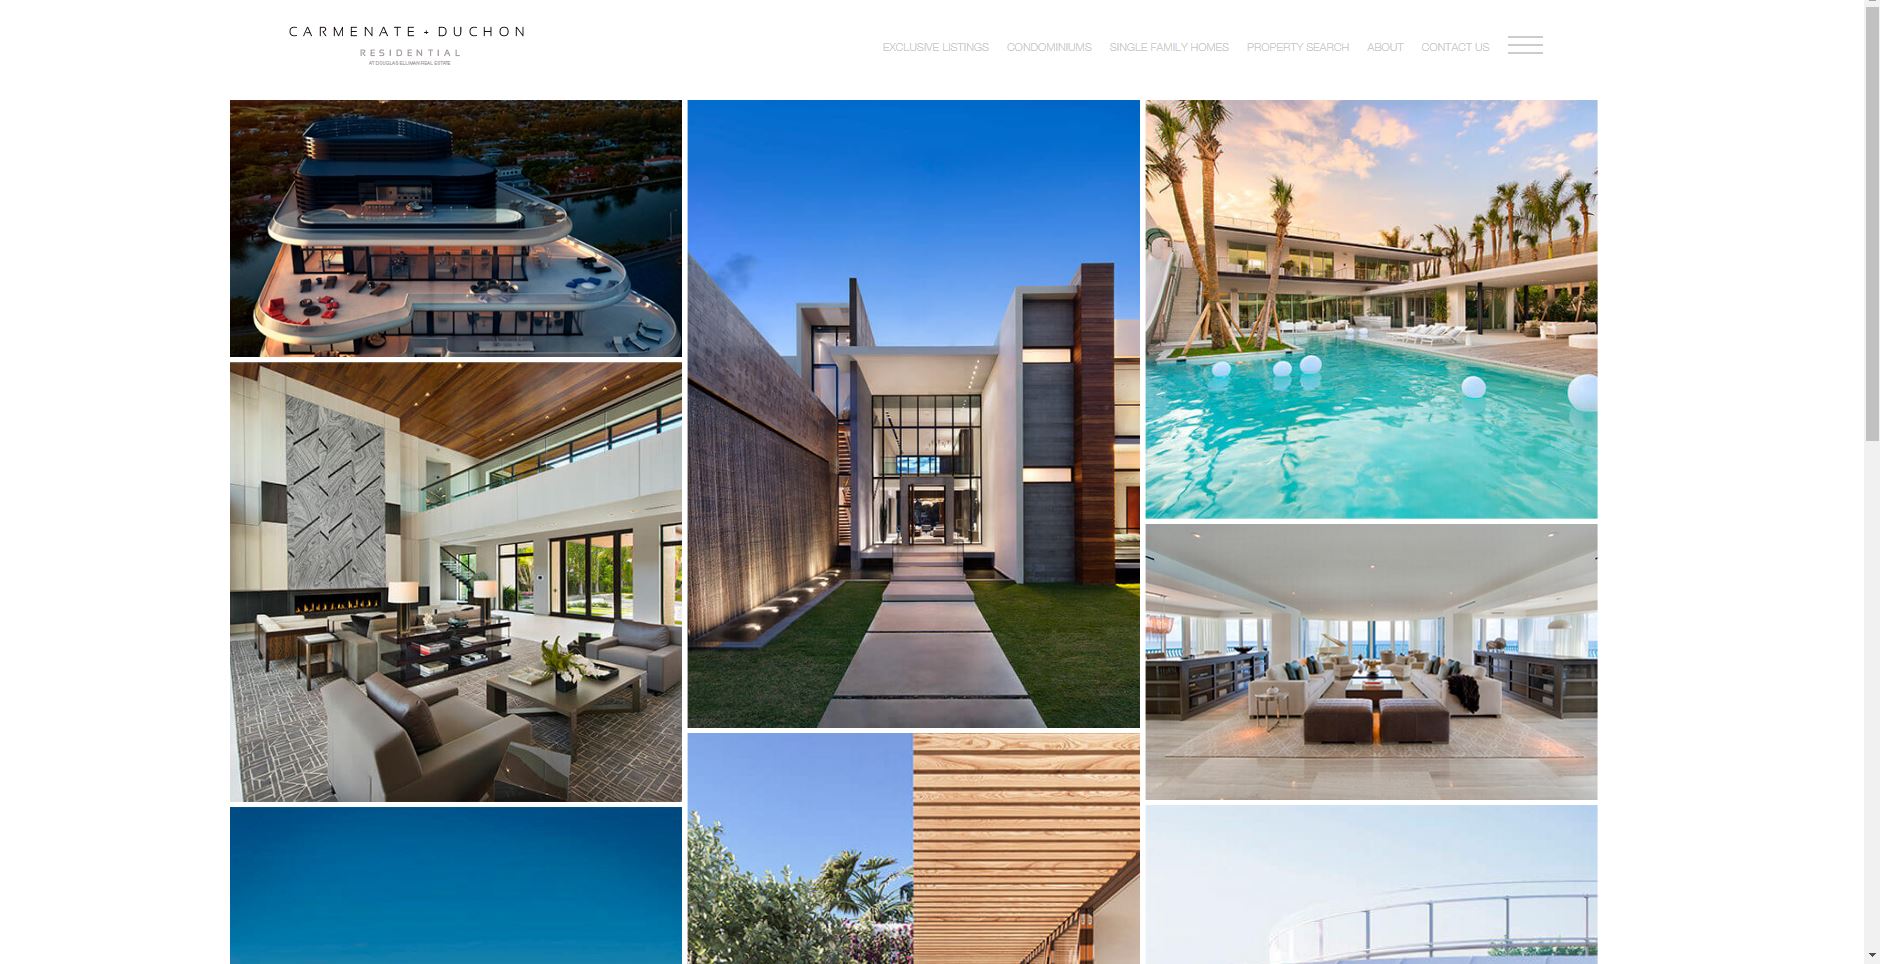 CARMENATE + DUCHON
RESIDENTIAL
AT DOUGLAS ELLIMAN REAL ESTATE
EXCLUSIVE LISTINGS CONDOMINIUMS SINGLE FAMILY HOMES PROPERTY SEARCH ABOUT CONTACT US